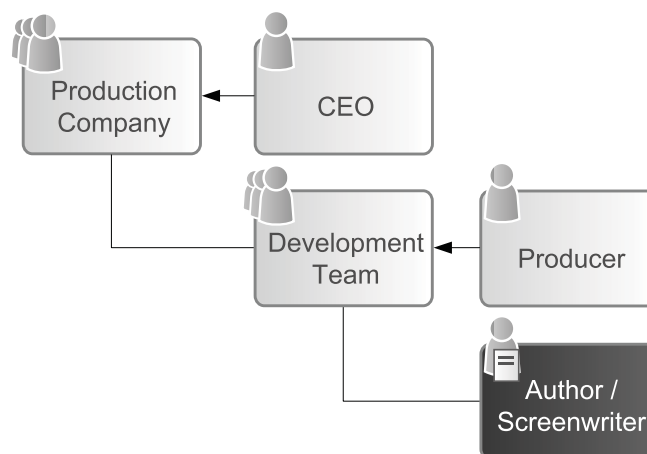 Production
Company
CEO
Development
Team
Producer
Author /
Screenwriter